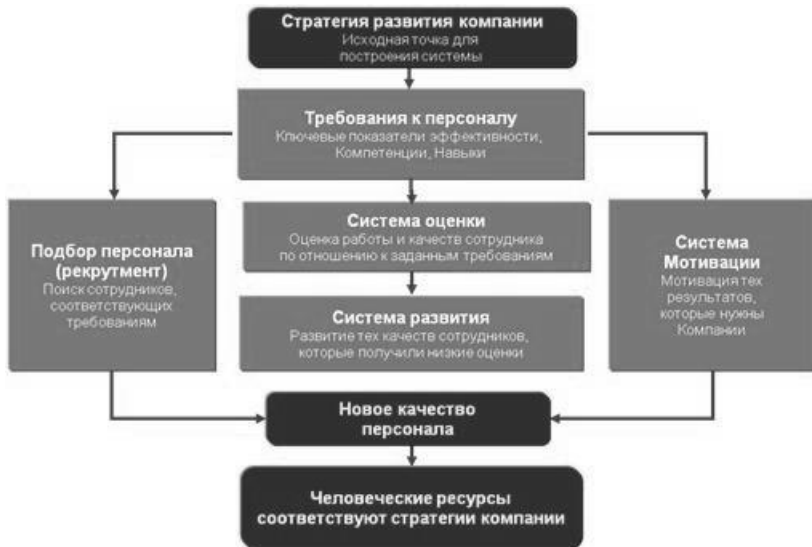 Стратегия развития компании
Исходная точка для
построения системы
Требования к персоналу
Ключевые показатели эффективности,
Компетенции, Навыки
Подбор персонала
(рекрутмент)
Поиск сотрудников,
соответствующих
требованиям
Система оценки
Оценка работы и качеств сотрудника
по отношению к заданным требованиям
Система развития
Развитие тех качеств сотрудников,
которые получили низкие оценки
Система
Мотивации
Мотивация тех
результатов,
которые нужны
Компании
Новое качество
персонала
Человеческие ресурсы
соответствуют стратегии компании